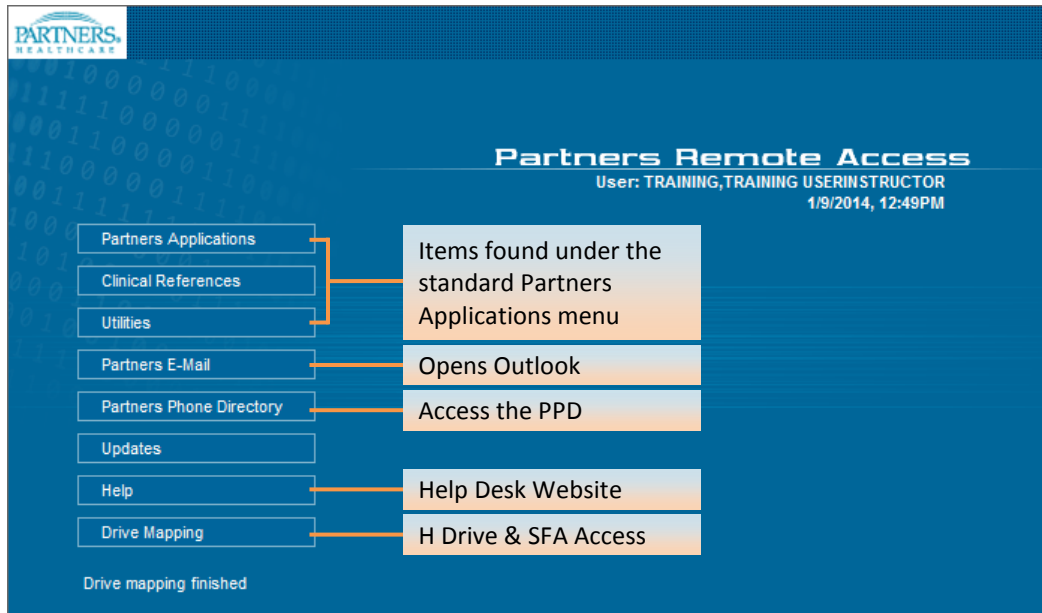 PARTNERS.
HEALTHCARE
Partners Remote Access
User: TRAINING,TRAINING USERINSTRUCTOR
1/9/2014, 12:49PM
Partners Applications
Clinical References
Utilities
Items found under the
standard Partners
Applications menu
Partners E-Mail
Opens Outlook
Partners Phone Directory
Access the PPD
Updates
Help
Help Desk Website
Drive Mapping
H Drive & SFA Access
Drive mapping finished